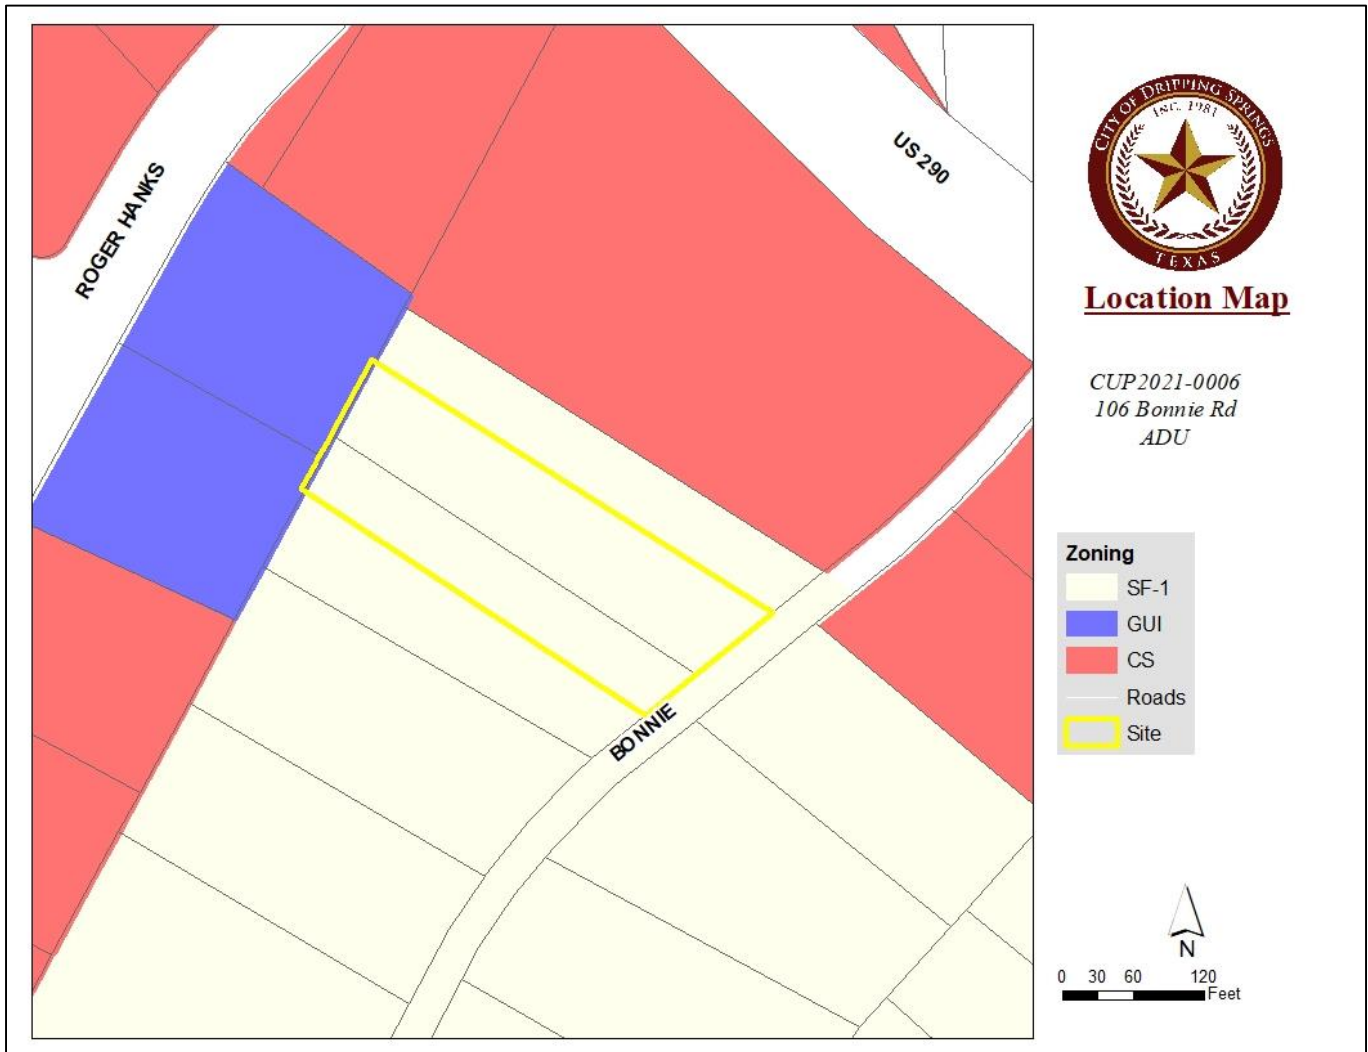 ROGER HANKS
US 290
BONNIE
CITY OF DRIPPING SPRINGS
INC. 1981
TEXAS
Location Map
CUP2021-0006
106 Bonnie Rd
ADU
Zoning
SF-1
GUI
CS
Roads
Site
N
0 30 60 120
Feet